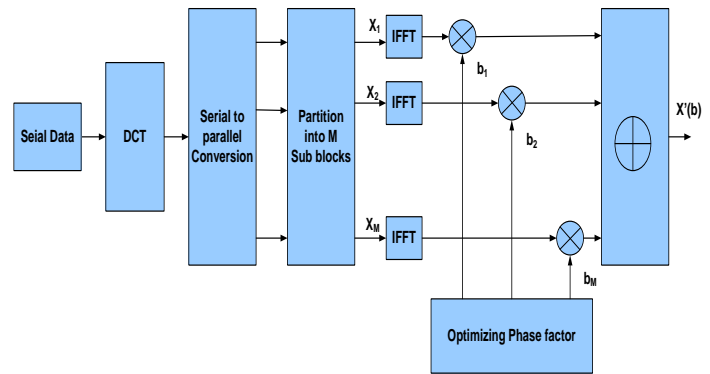 Seial Data
DCT
Serial to
parallel
Conversion
Partition
into M
Sub blocks
X1
IFFT
b1
X2
IFFT
b2
XM
IFFT
bM
X'(b)
Optimizing Phase factor